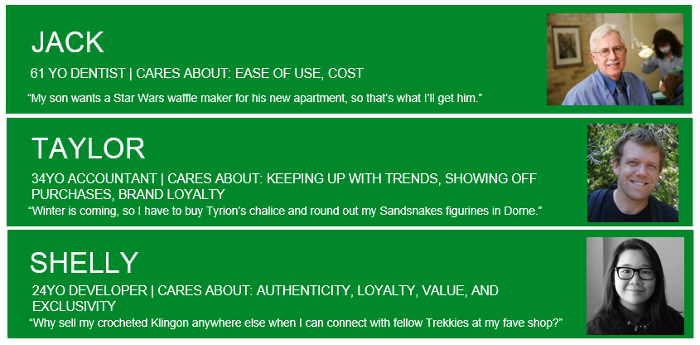 JACK
61 YO DENTIST | CARES ABOUT: EASE OF USE, COST
“My son wants a Star Wars waffle maker for his new apartment, so that’s what I’ll get him.”
TAYLOR
34YO ACCOUNTANT | CARES ABOUT: KEEPING UP WITH TRENDS, SHOWING OFF
PURCHASES, BRAND LOYALTY
“Winter is coming, so I have to buy Tyrion’s chalice and round out my Sandsnakes figurines in Dorne.”
SHELLY
24YO DEVELOPER | CARES ABOUT: AUTHENTICITY, LOYALTY, VALUE, AND
EXCLUSIVITY
“Why sell my crocheted Klingon anywhere else when I can connect with fellow Trekkies at my fave shop?”